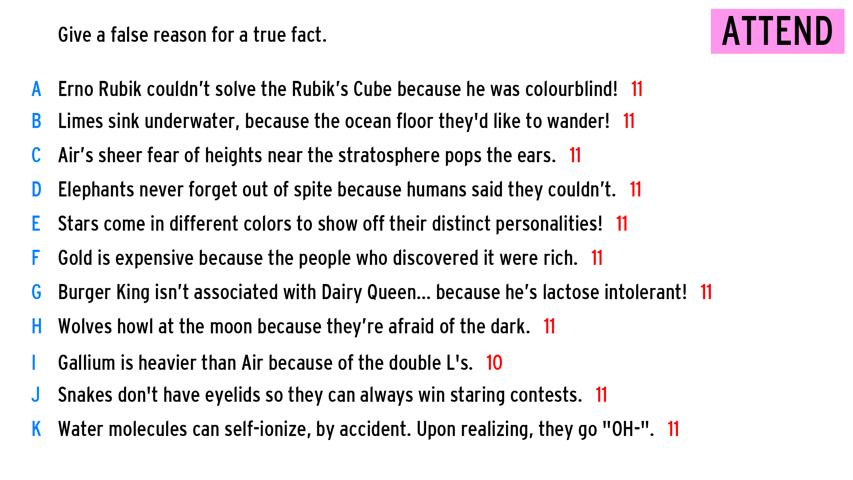 Give a false reason for a true fact.
ATTEND
A Erno Rubik couldn’t solve the Rubik’s Cube because he was colourblind! 11
B Limes sink underwater, because the ocean floor they'd like to wander! 11
C Air’s sheer fear of heights near the stratosphere pops the ears. 11
D Elephants never forget out of spite because humans said they couldn’t. 11
E Stars come in different colors to show off their distinct personalities! 11
F Gold is expensive because the people who discovered it were rich. 11
G Burger King isn’t associated with Dairy Queen... because he’s lactose intolerant! 11
H Wolves howl at the moon because they’re afraid of the dark. 11
I Gallium is heavier than Air because of the double L's. 10
J Snakes don't have eyelids so they can always win staring contests. 11
K Water molecules can self-ionize, by accident. Upon realizing, they go "OH-". 11